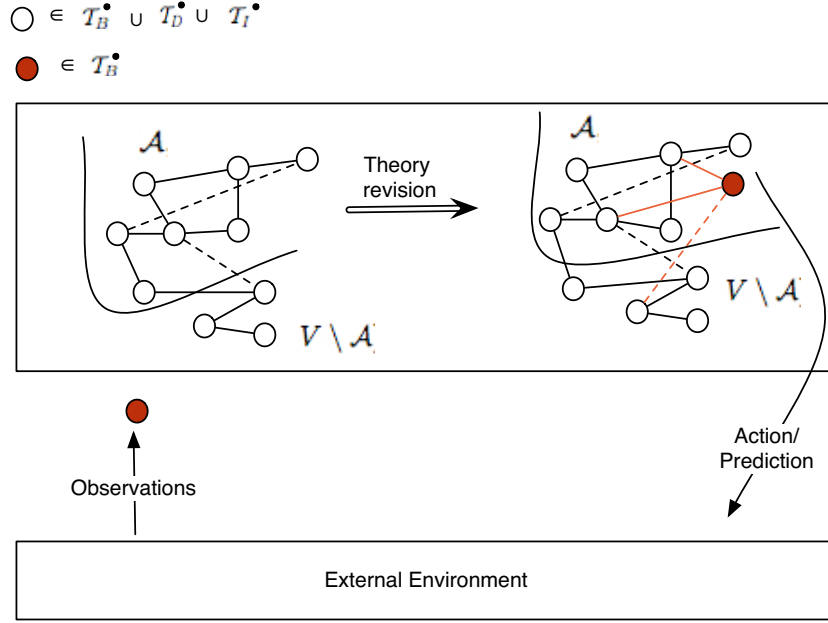 ∈ 𝒯_B^• ∪ 𝒯_D^• ∪ 𝒯_I^•
∈ 𝒯_B^•
𝒜
Theory
revision
𝒜
V \ 𝒜
V \ 𝒜
Observations
Action/
Prediction
External Environment